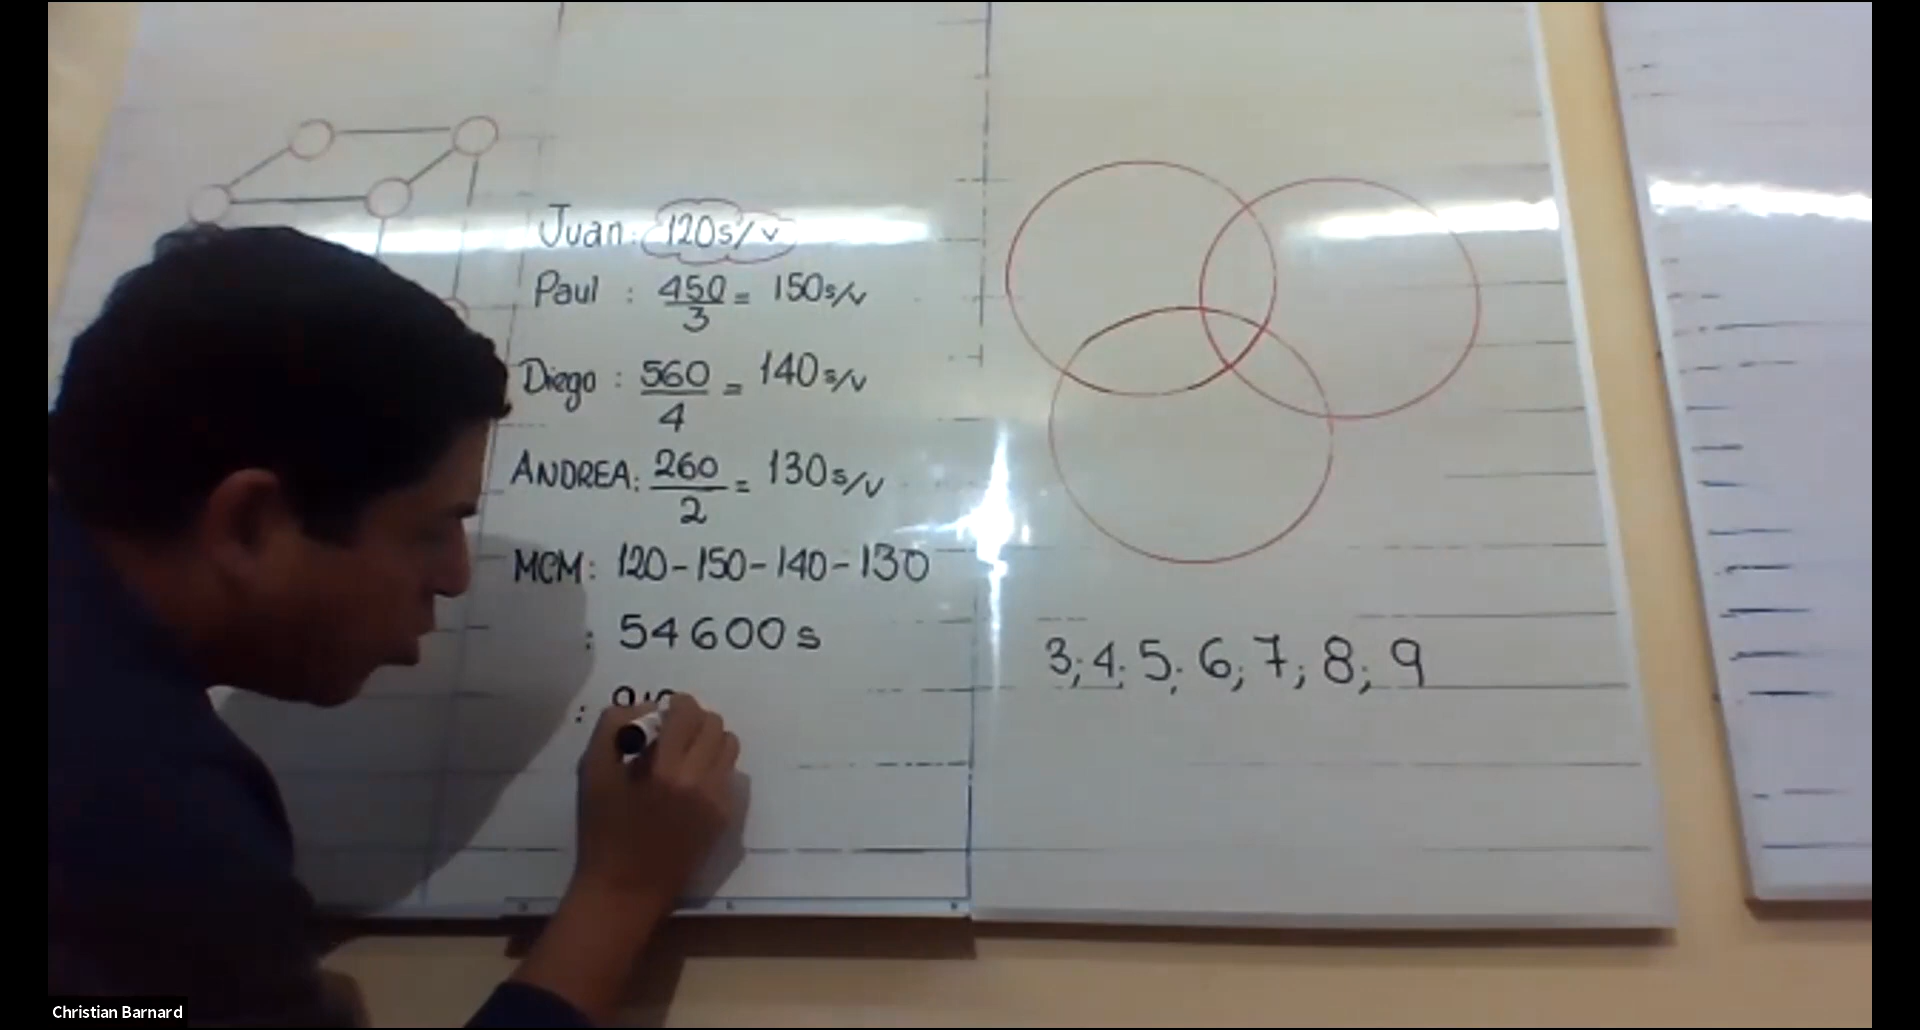 Juan: 120s/v
Paul : 450/3 = 150s/v
Diego : 560/4 = 140s/v
ANDREA: 260/2 = 130s/v
MCM: 120-150-140-130
: 54600s
:
3; 4; 5; 6; 7; 8; 9
Christian Barnard